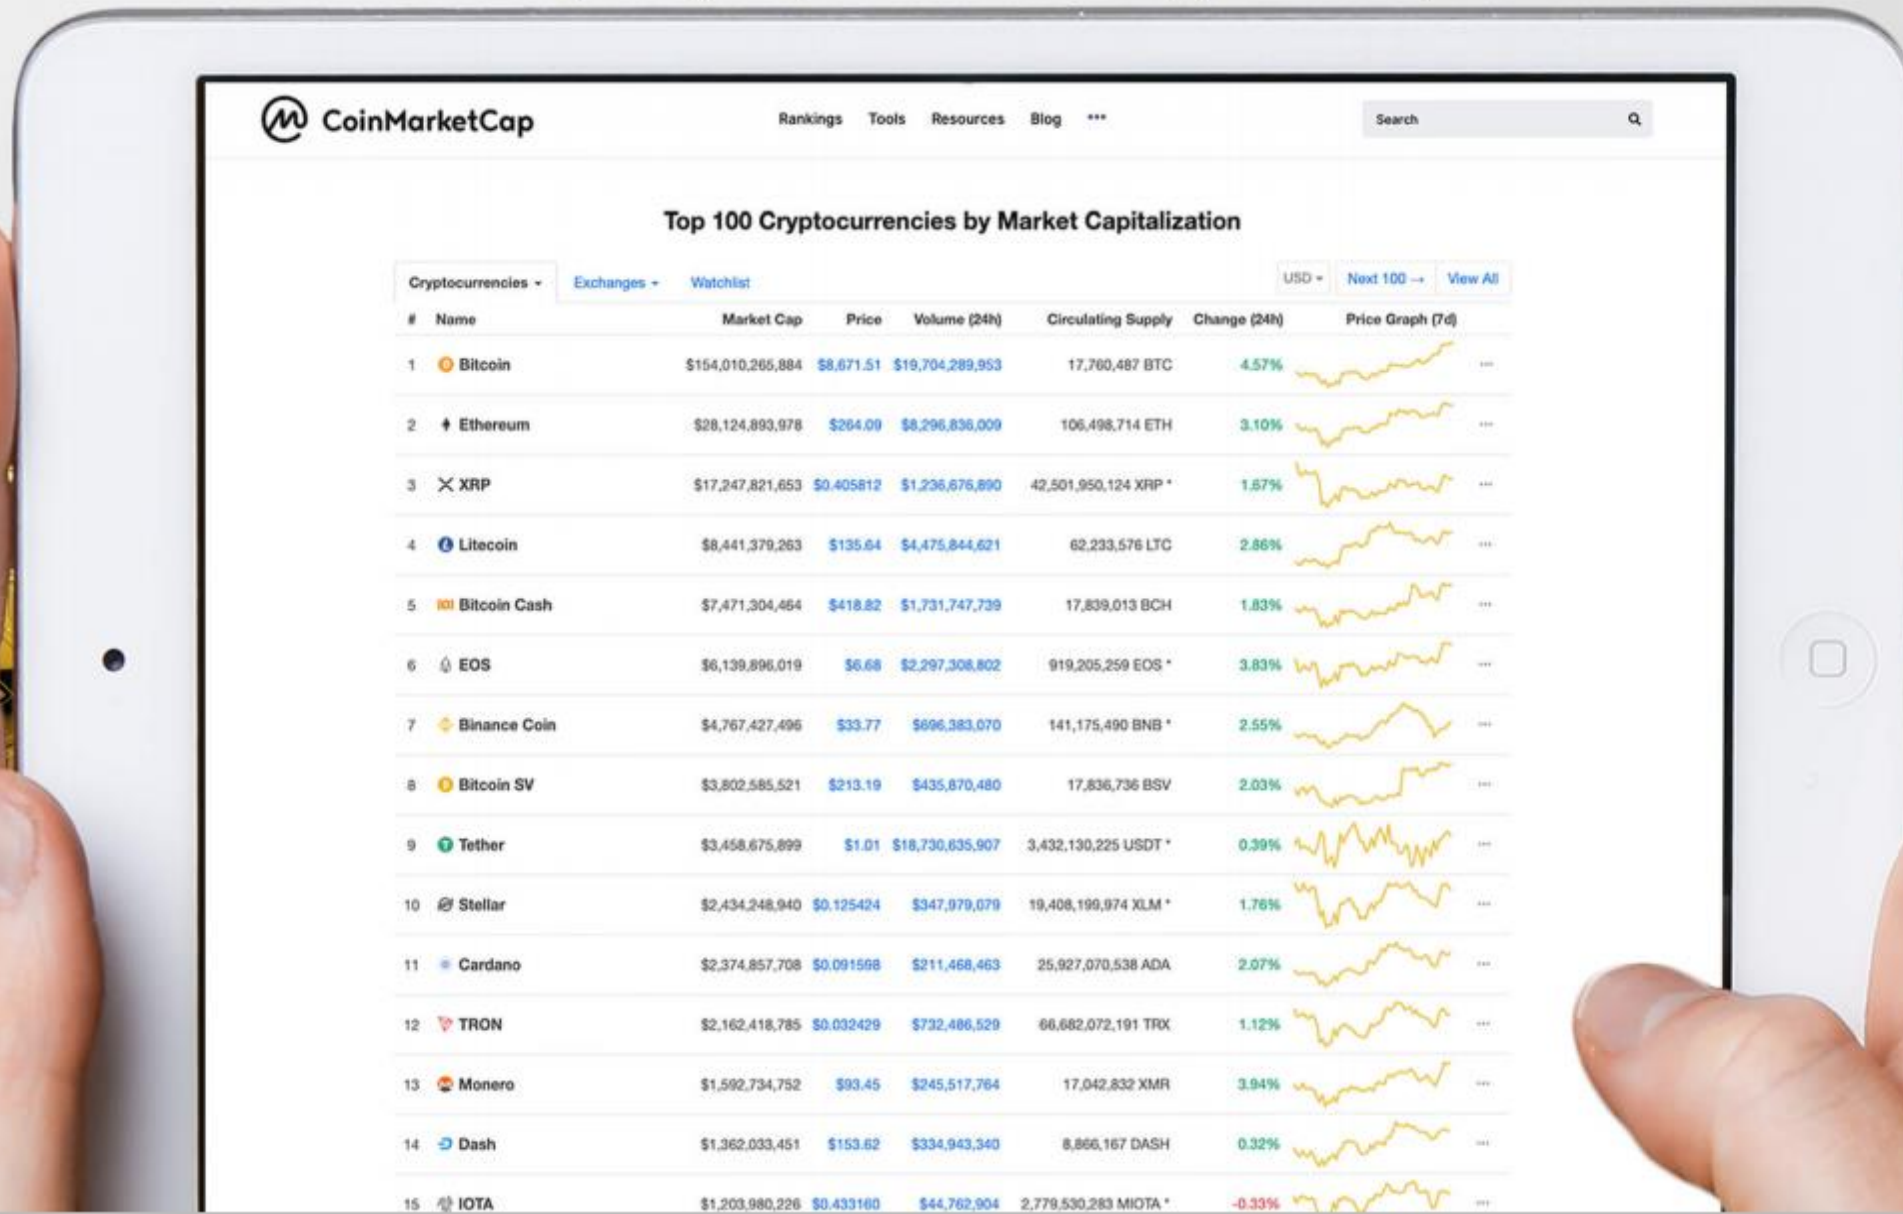 CoinMarketCap Rankings Tools Resources Blog ••• Search
Top 100 Cryptocurrencies by Market Capitalization
Cryptocurrencies Exchanges Watchlist USD Next 100 → View All
# Name Market Cap Price Volume (24h) Circulating Supply Change (24h) Price Graph (7d)
1 Bitcoin $154,010,265,884 $8,671.51 $19,704,289,953 17,760,487 BTC 4.57%
2 Ethereum $28,124,893,978 $264.09 $8,296,836,009 106,498,714 ETH 3.10%
3 XRP $17,247,821,653 $0.405812 $1,236,676,890 42,501,950,124 XRP * 1.67%
4 Litecoin $8,441,379,263 $135.64 $4,475,844,621 62,233,576 LTC 2.86%
5 Bitcoin Cash $7,471,304,464 $418.82 $1,731,747,739 17,839,013 BCH 1.83%
6 EOS $6,139,896,019 $6.68 $2,297,308,802 919,205,259 EOS * 3.83%
7 Binance Coin $4,767,427,496 $33.77 $696,383,070 141,175,490 BNB * 2.55%
8 Bitcoin SV $3,802,585,521 $213.19 $435,870,480 17,836,736 BSV 2.03%
9 Tether $3,458,675,899 $1.01 $18,730,635,907 3,432,130,225 USDT * 0.39%
10 Stellar $2,434,248,940 $0.125424 $347,979,079 19,408,199,974 XLM * 1.76%
11 Cardano $2,374,857,708 $0.091598 $211,468,463 25,927,070,538 ADA 2.07%
12 TRON $2,162,418,785 $0.032429 $732,486,529 66,682,072,191 TRX 1.12%
13 Monero $1,592,734,752 $93.45 $245,517,764 17,042,832 XMR 3.94%
14 Dash $1,362,033,451 $153.62 $334,943,340 8,866,167 DASH 0.32%
15 IOTA $1,203,980,226 $0.433160 $44,762,904 2,779,530,283 MIOTA * -0.33%